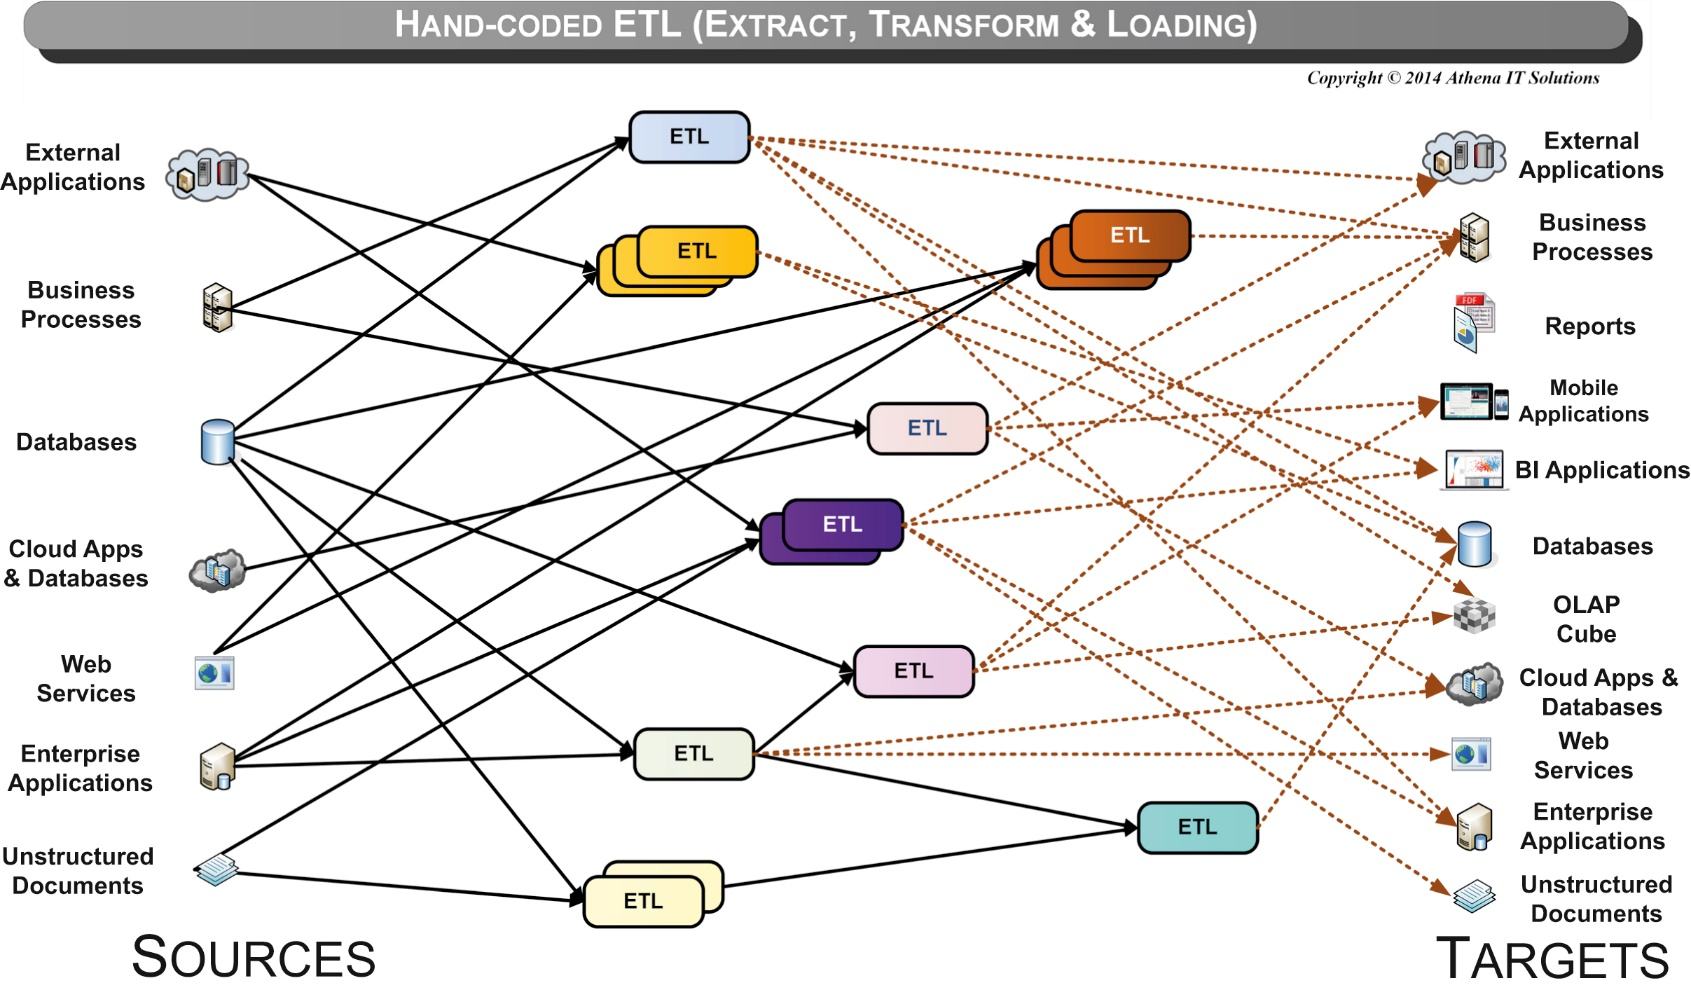 HAND-CODED ETL (EXTRACT, TRANSFORM & LOADING)
Copyright © 2014 Athena IT Solutions
External
Applications
Business
Processes
Databases
Cloud Apps
& Databases
Web
Services
Enterprise
Applications
Unstructured
Documents
SOURCES
ETL
ETL
ETL
ETL
ETL
ETL
ETL
ETL
ETL
External
Applications
Business
Processes
PDF
Reports
Mobile
Applications
BI Applications
Databases
OLAP
Cube
Cloud Apps &
Databases
Web
Services
Enterprise
Applications
Unstructured
Documents
TARGETS